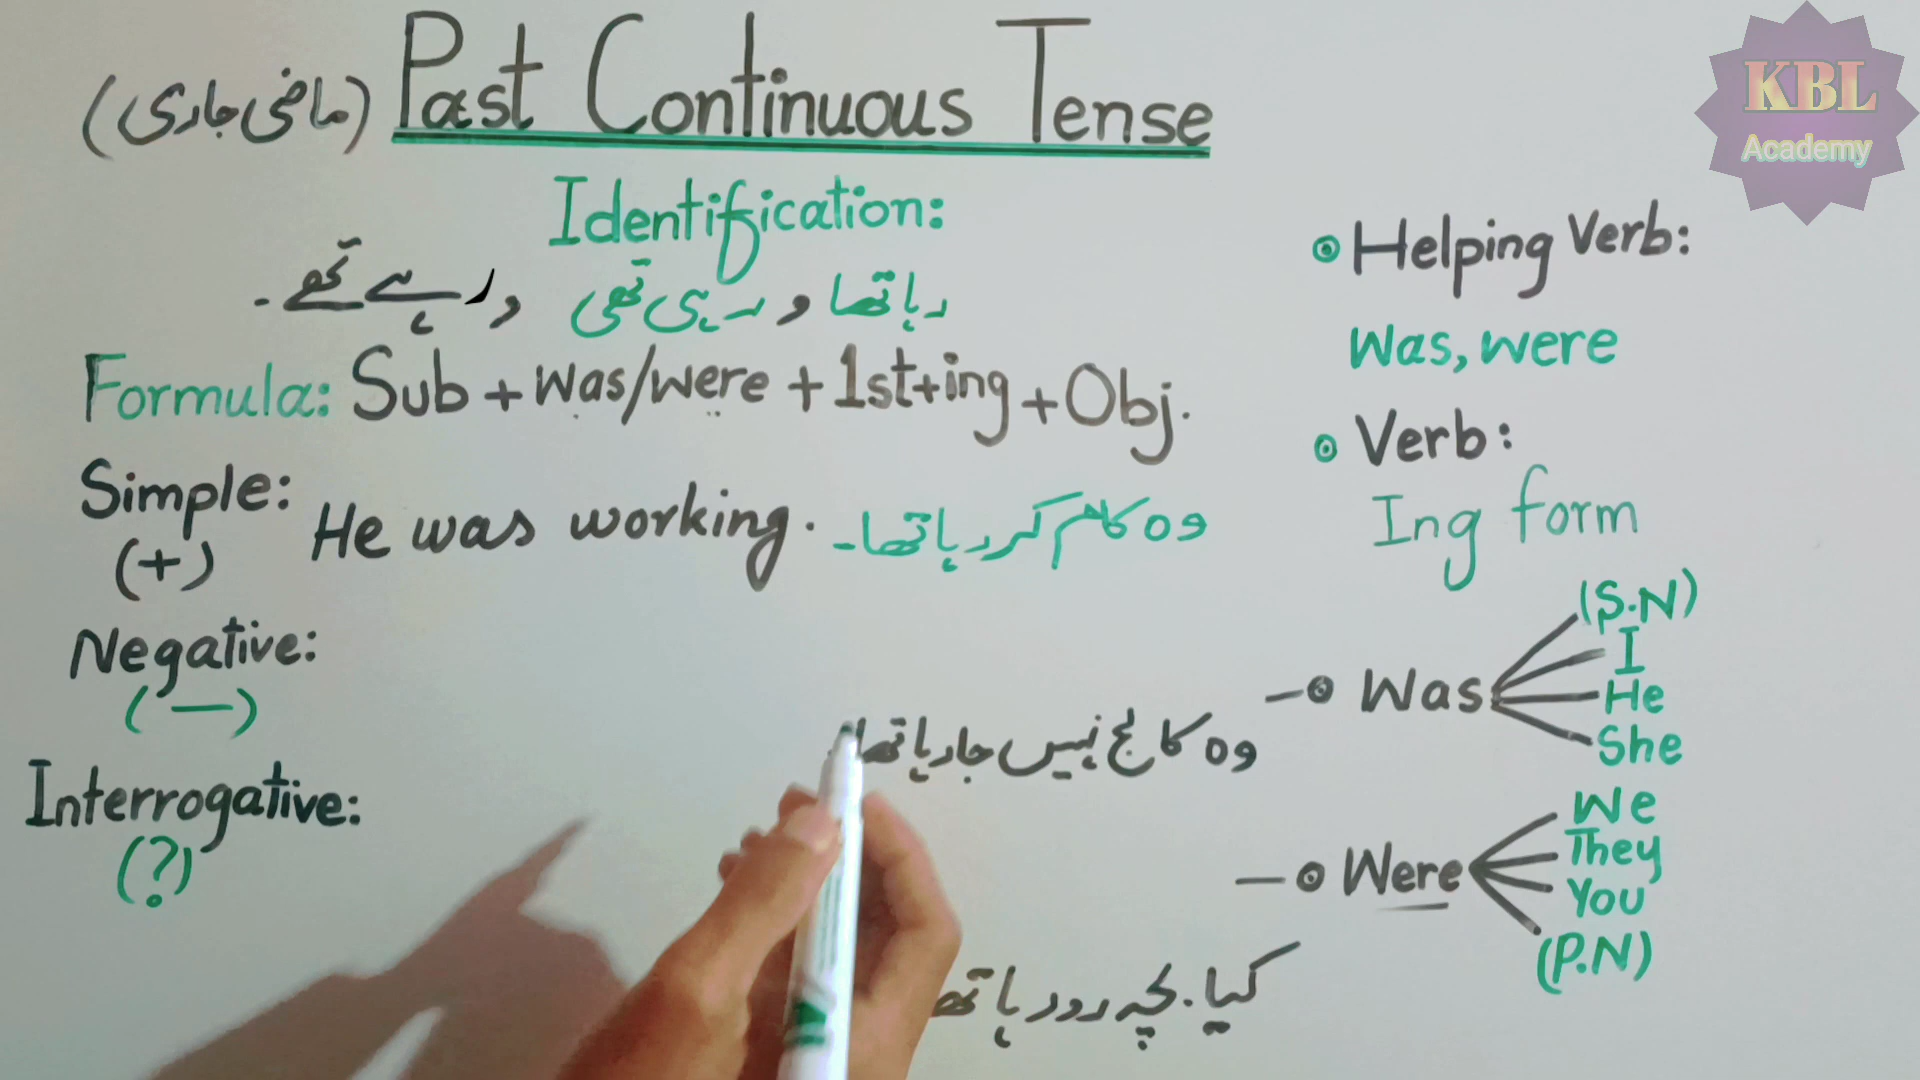 Past Continuous Tense (ماضی جاری)
KBL
Academy
Identification:
رہا تھا و رہی تھی و رہے تھے۔
Formula: Sub + was/were + 1st+ing + Obj.
Simple: He was working. وہ کام کر رہا تھا۔
(+)
Negative:
(—)
وہ کالج نہیں جا رہا تھا
Interrogative:
(?)
کیا بچہ رو رہا تھا
Helping Verb:
Was, were
Verb:
Ing form
Was
(S.N)
I
He
She
Were
We
They
You
(P.N)